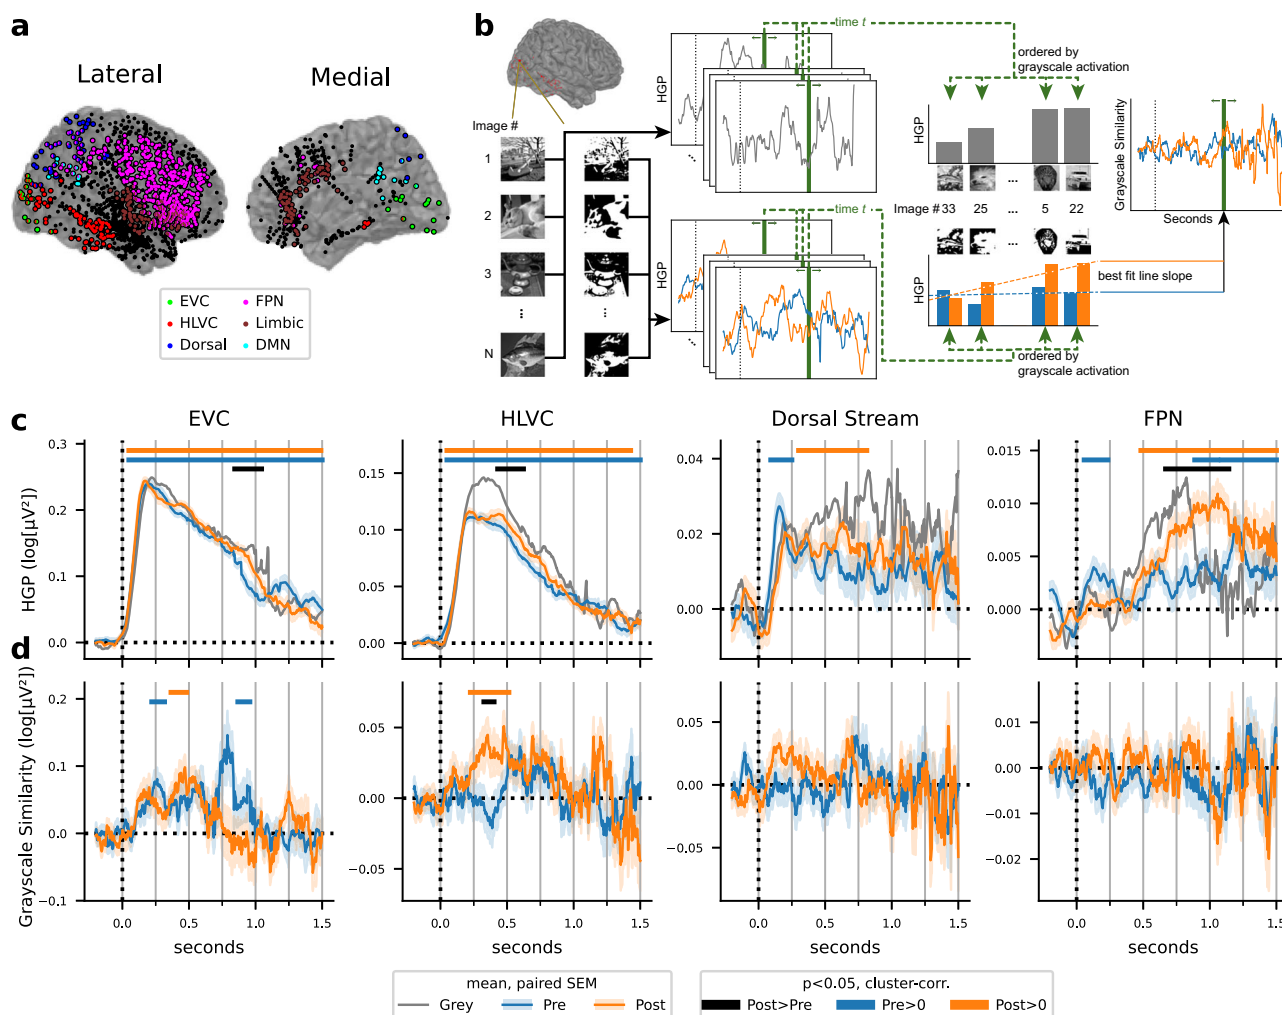 a
Lateral
Medial
EVC
FPN
HLVC
Limbic
Dorsal
DMN
b
Image #
1
2
3
...
...
N
HGP
...
time t
HGP
...
time t
ordered by
grayscale activation
HGP
...
Image # 33 25 ... 5 22
...
HGP
best fit line slope
ordered by
grayscale activation
Grayscale Similarity
Seconds
c
EVC
HLVC
Dorsal Stream
FPN
HGP (log[µV²])
0.3
0.2
0.1
0.0
0.15
0.10
0.05
0.00
0.04
0.02
0.00
0.015
0.010
0.005
0.000
d
Grayscale Similarity (log[µV²])
0.2
0.1
0.0
−0.1
0.05
0.00
−0.05
0.05
0.00
−0.05
0.01
0.00
−0.01
−0.02
0.0 0.5 1.0 1.5
0.0 0.5 1.0 1.5
0.0 0.5 1.0 1.5
0.0 0.5 1.0 1.5
seconds
seconds
seconds
seconds
mean, paired SEM
Grey Pre Post
p<0.05, cluster-corr.
Post>Pre Pre>0 Post>0